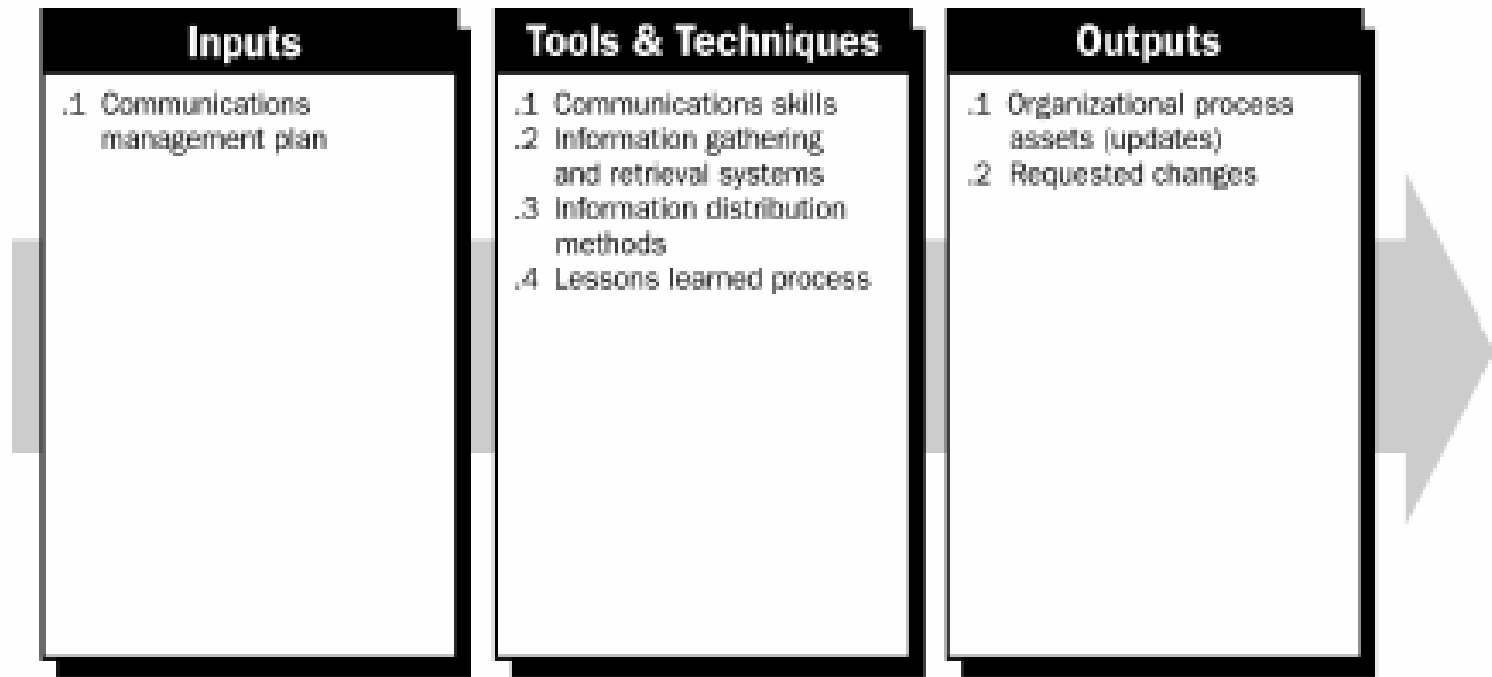 Inputs
.1 Communications
management plan
Tools & Techniques
.1 Communications skills
.2 Information gathering
and retrieval systems
.3 Information distribution
methods
.4 Lessons learned process
Outputs
.1 Organizational process
assets (updates)
.2 Requested changes